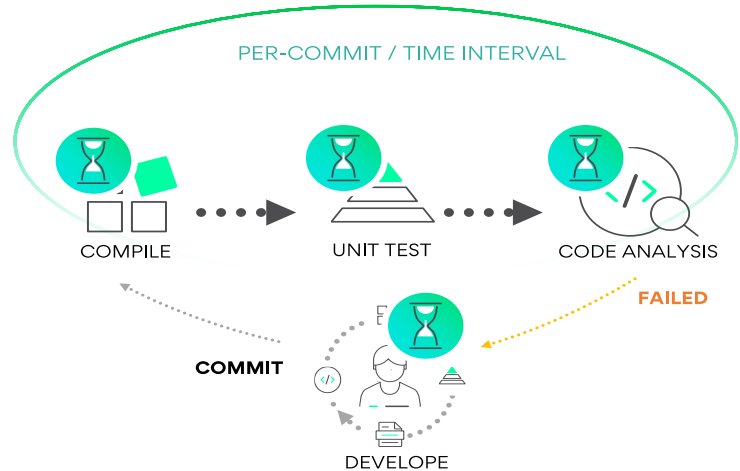 PER-COMMIT / TIME INTERVAL
COMPILE
UNIT TEST
CODE ANALYSIS
FAILED
COMMIT
</>
DEVELOPE